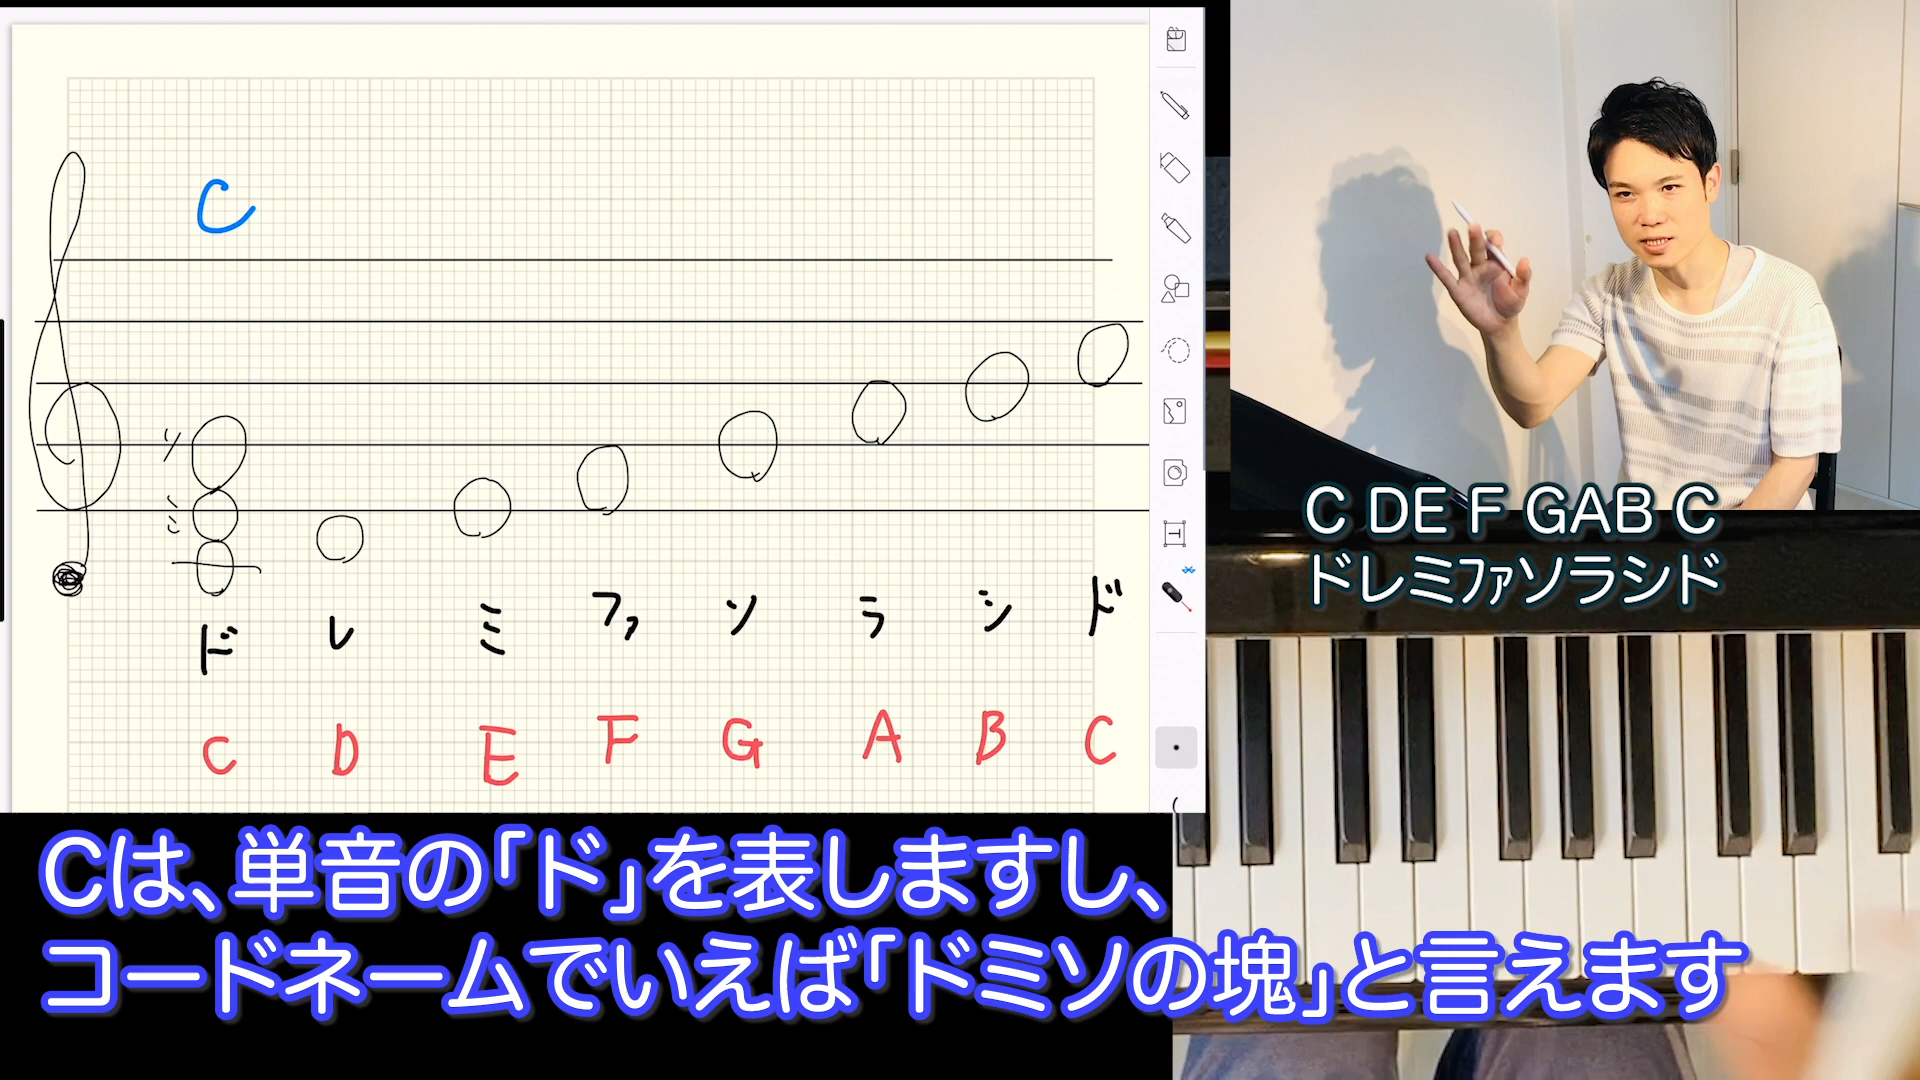 C
ソ
ミ
ド レ ミ ファ ソ ラ シ ド
C D E F G A B C
C DE F GAB C
ドレミファソラシド
Cは、単音の「ド」を表しますし、
コードネームでいえば「ドミソの塊」と言えます